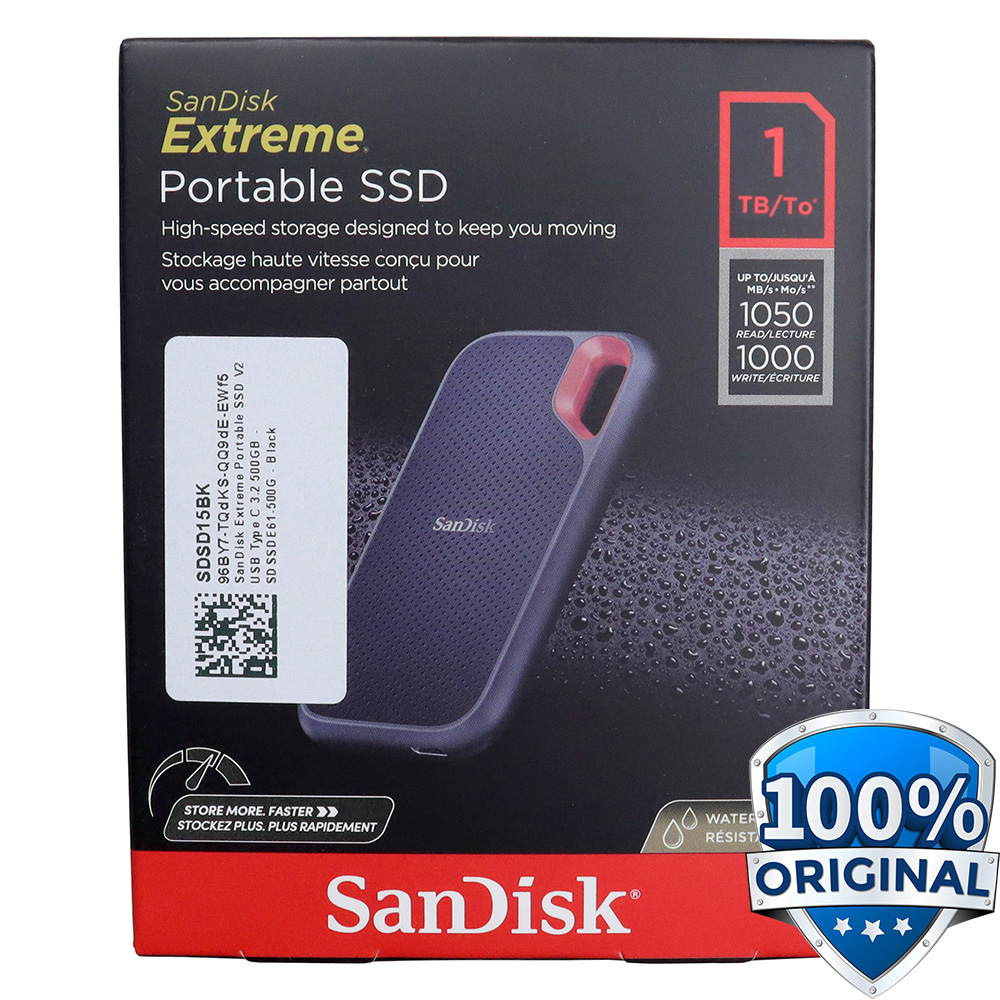 SanDisk
Extreme
Portable SSD
High-speed storage designed to keep you moving
Stockage haute vitesse conçu pour
vous accompagner partout
1
TB/To*
UP TO/JUSQU'À
MB/s • Mo/s**
1050
READ/LECTURE
1000
WRITE/ÉCRITURE
SDSD15BK
96BY7-TQdKS-QQ9dE-EWf5
SanDisk Extreme Portable SSD V2
USB Type C 3.2 500GB -
SDSSDE61-500G - Black
SanDisk
STORE MORE. FASTER
STOCKEZ PLUS. PLUS RAPIDEMENT
WATER
SanDisk®
100%
ORIGINAL